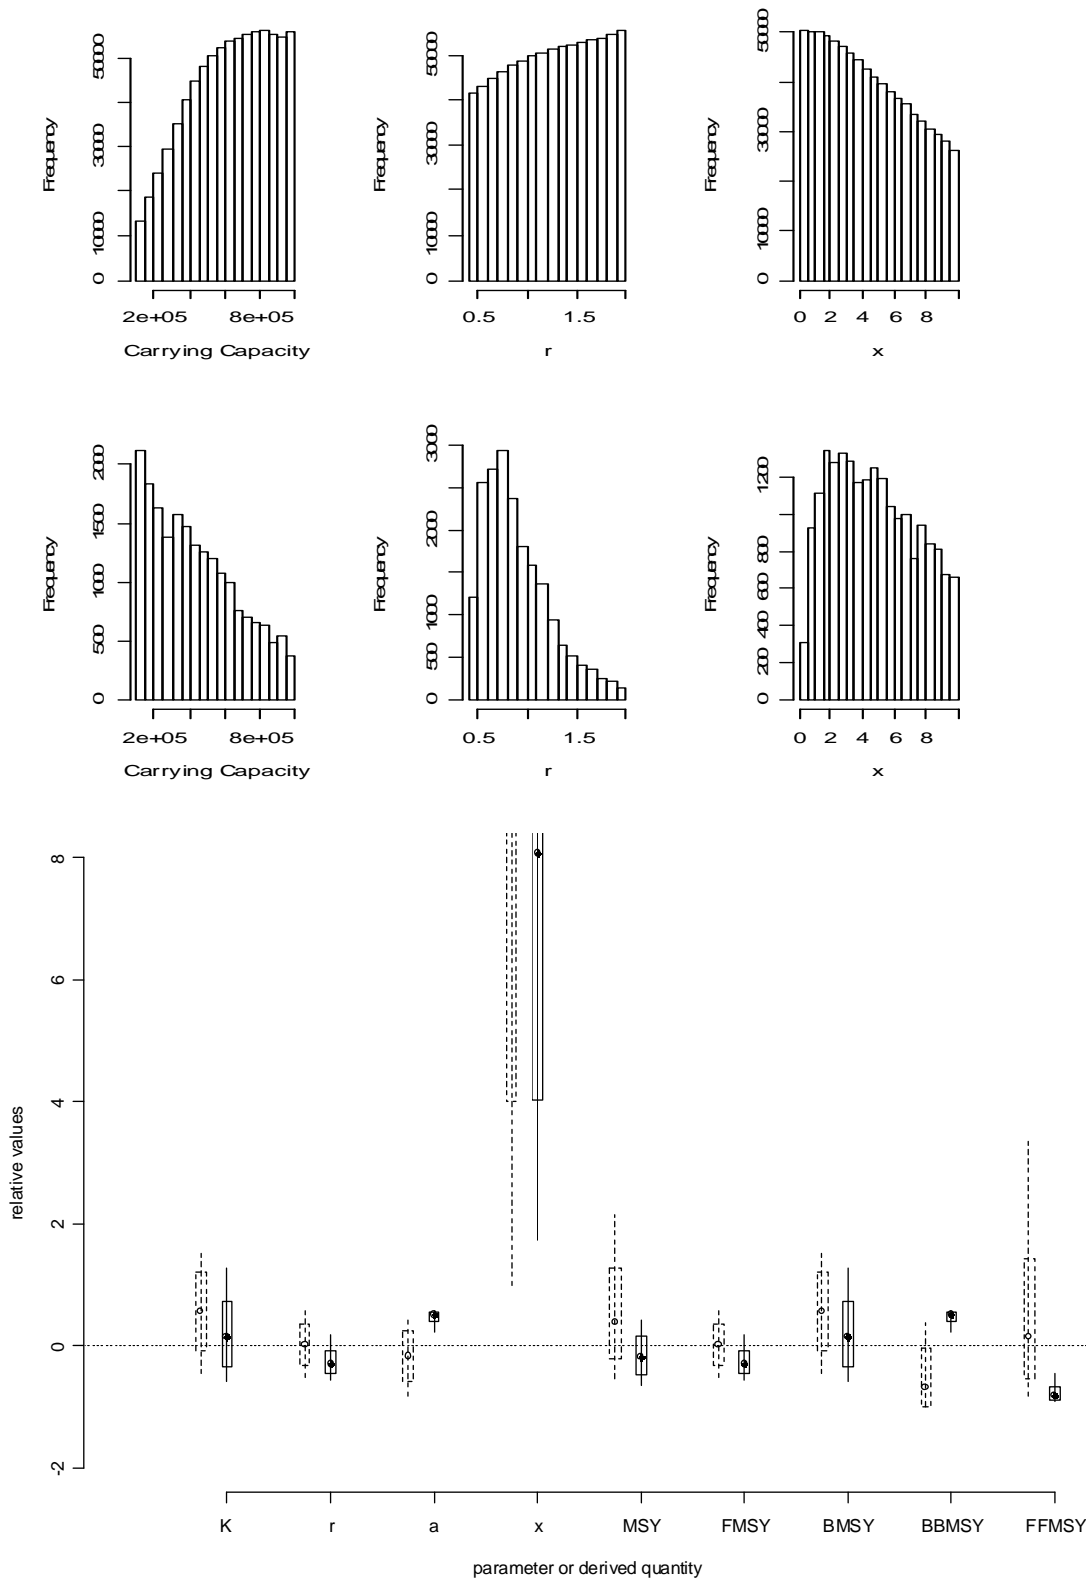 Frequency
0 10000 30000 50000
2e+05 8e+05
Carrying Capacity
Frequency
0 10000 30000 50000
0.5 1.5
r
Frequency
0 10000 30000 50000
0 2 4 6 8
x
Frequency
0 500 1000 1500 2000
2e+05 8e+05
Carrying Capacity
Frequency
0 500 1000 2000 3000
0.5 1.5
r
Frequency
0 200 400 600 800 1200
0 2 4 6 8
x
relative values
-2 0 2 4 6 8
K r a x MSY FMSY BMSY BBMSY FFMSY
parameter or derived quantity